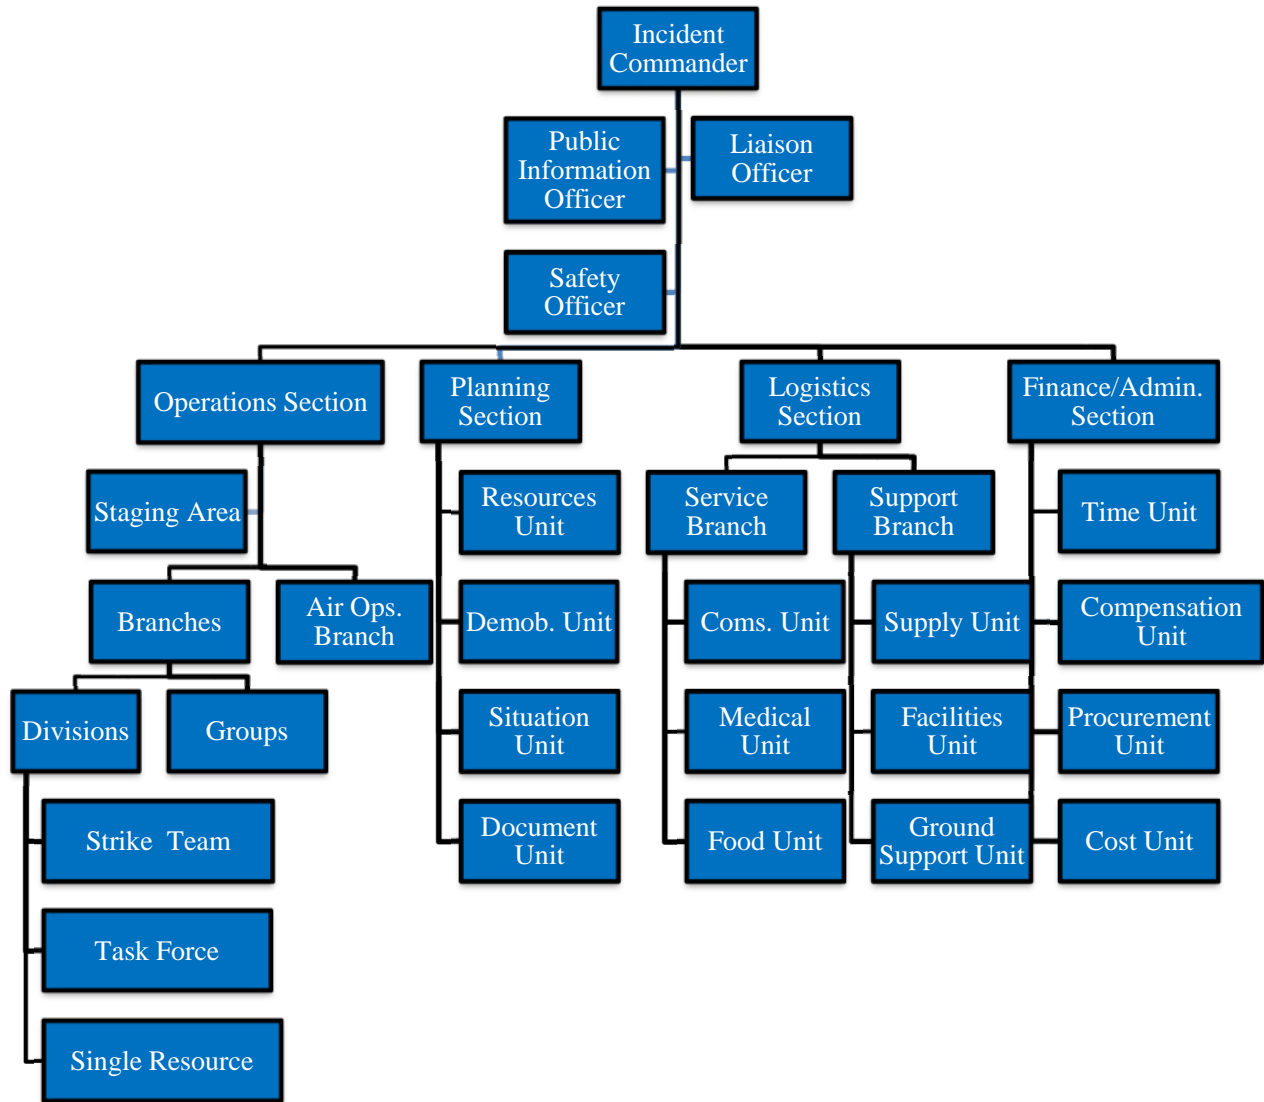 Incident
Commander
Public
Information
Officer
Liaison
Officer
Safety
Officer
Operations Section
Planning
Section
Logistics
Section
Finance/Admin.
Section
Staging Area
Resources
Unit
Service
Branch
Support
Branch
Time Unit
Branches
Air Ops.
Branch
Demob. Unit
Coms. Unit
Supply Unit
Compensation
Unit
Divisions
Groups
Situation
Unit
Medical
Unit
Facilities
Unit
Procurement
Unit
Strike Team
Document
Unit
Food Unit
Ground
Support Unit
Cost Unit
Task Force
Single Resource